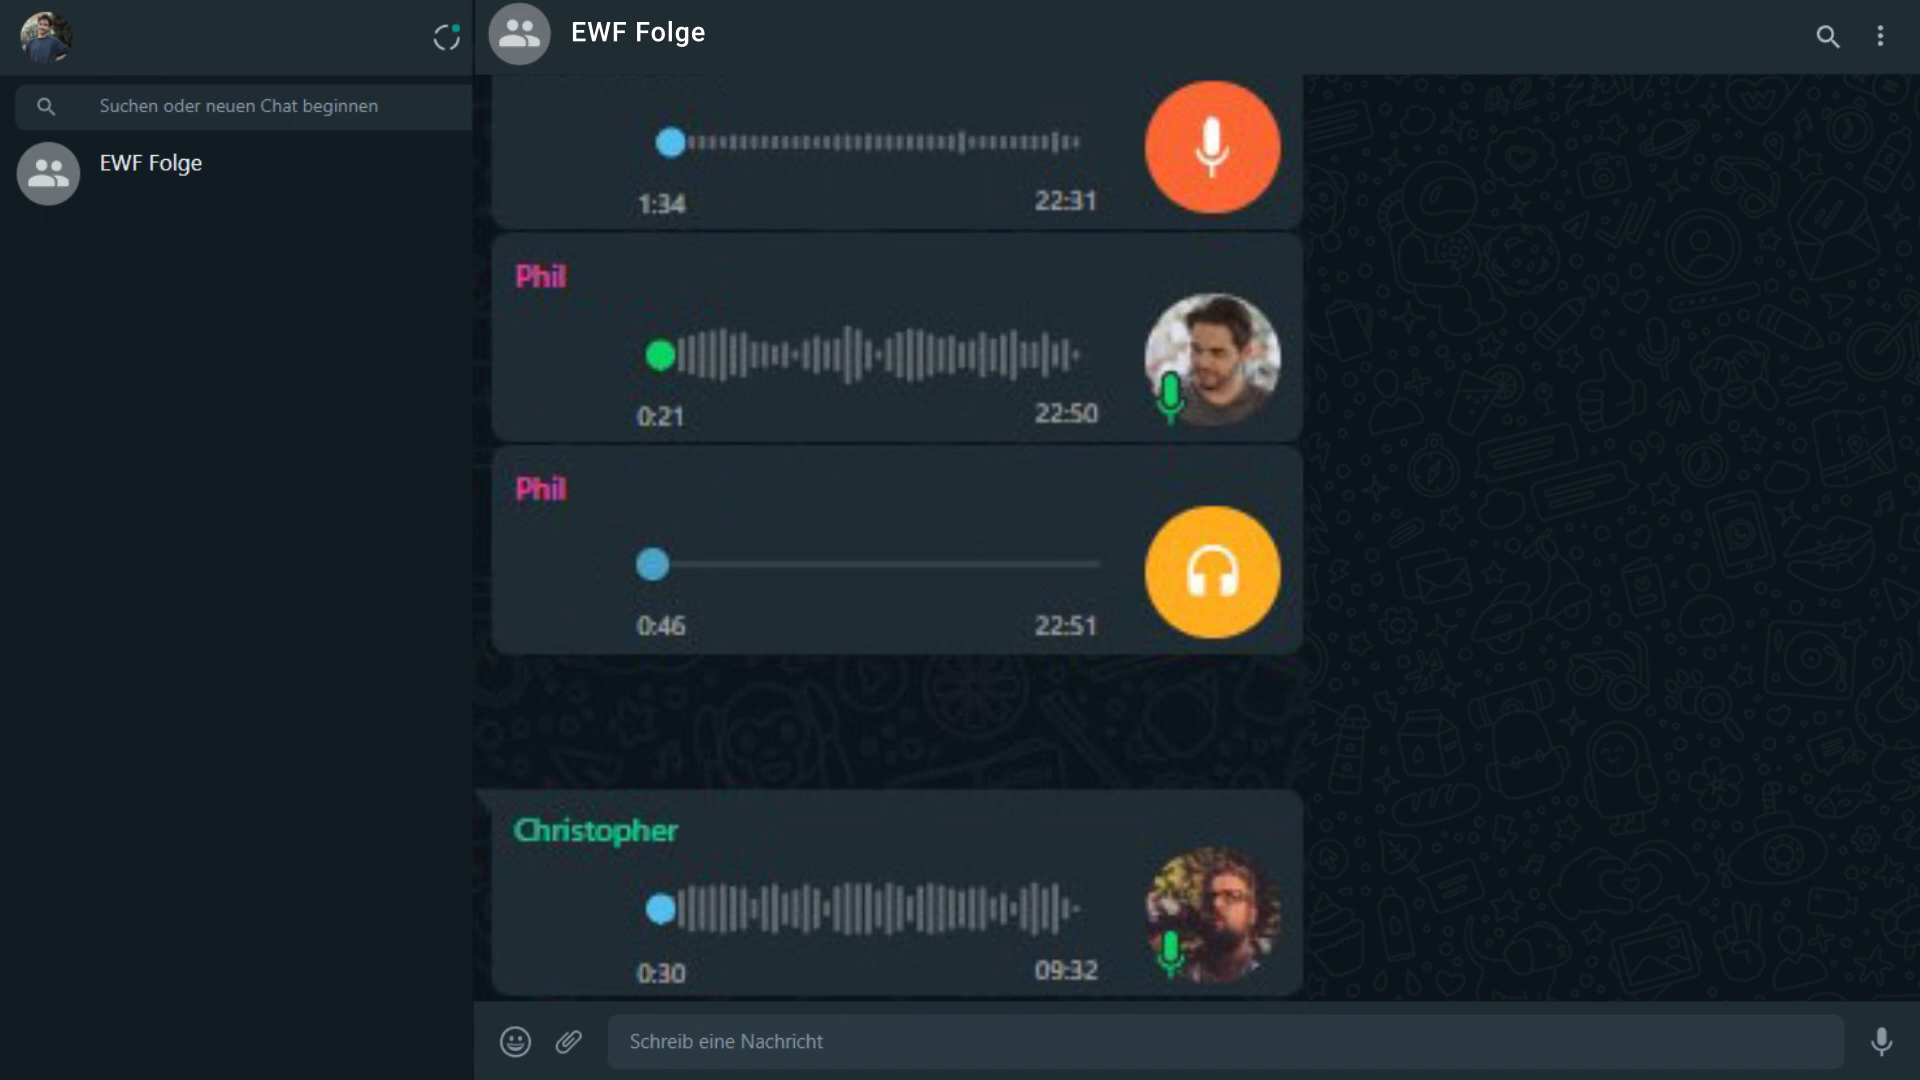 EWF Folge
Suchen oder neuen Chat beginnen
EWF Folge
1:34
22:31
Phil
0:21
22:50
Phil
0:46
22:51
Christopher
0:30
09:32
Schreib eine Nachricht